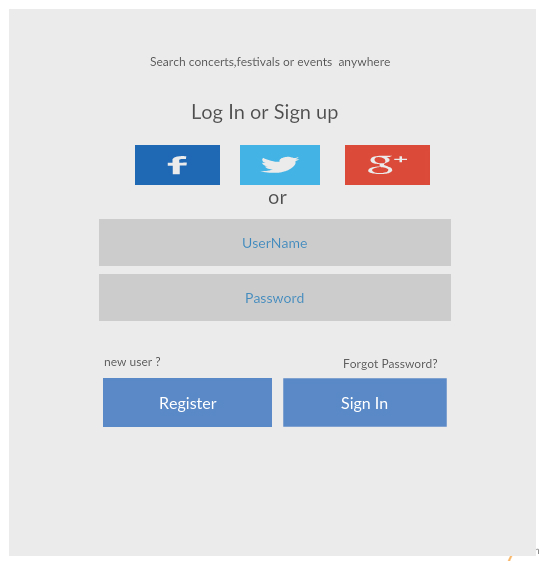 Search concerts,festivals or events  anywhere
Log In or Sign up
f
g+
or
UserName
Password
new user ?
Forgot Password?
Register
Sign In